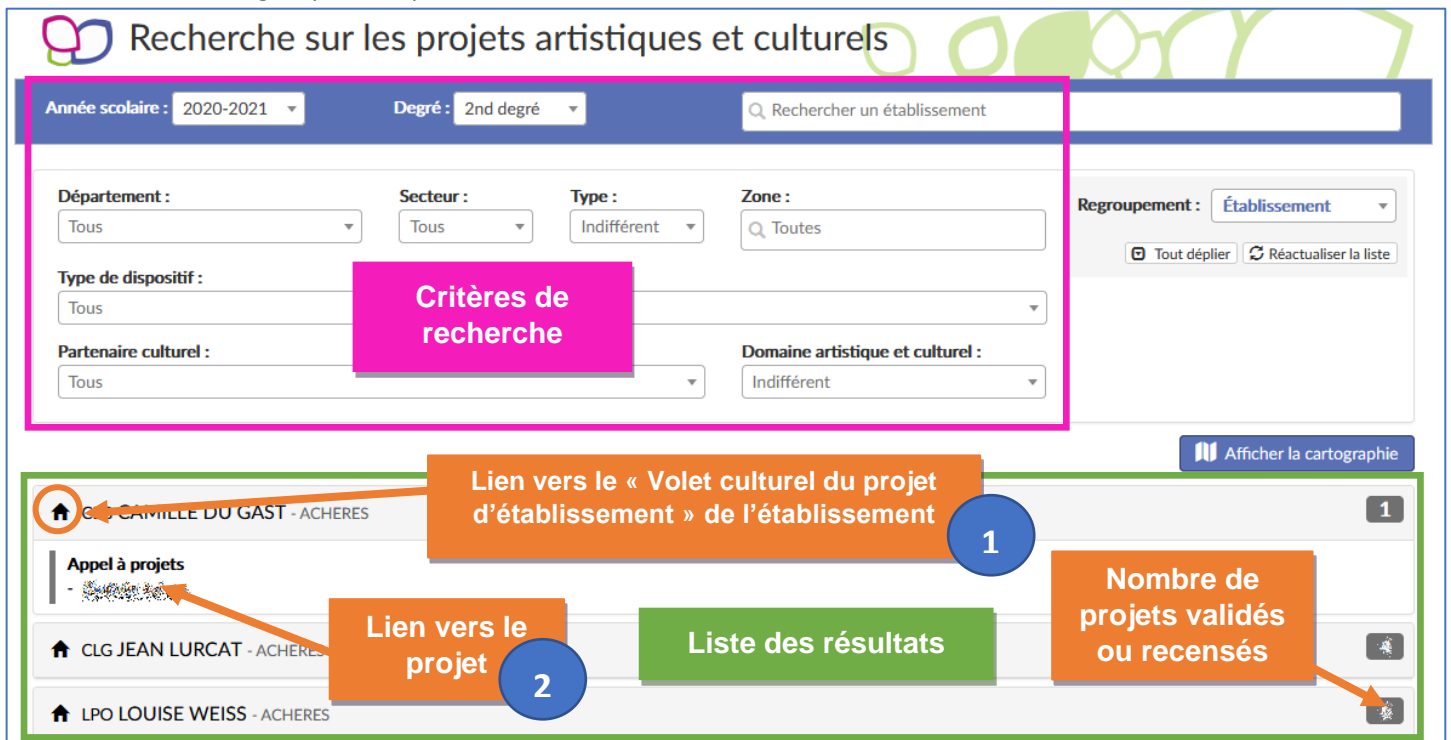 Recherche sur les projets artistiques et culturels
Année scolaire : 2020-2021 Degré : 2nd degré Rechercher un établissement
Département : Secteur : Type : Zone :
Tous Tous Indifférent Toutes
Regroupement : Établissement
Tout déplier Réactualiser la liste
Type de dispositif :
Tous
Critères de
recherche
Partenaire culturel : Domaine artistique et culturel :
Tous Indifférent
Afficher la cartographie
Lien vers le « Volet culturel du projet
d’établissement » de l’établissement
1
CAMILLE DU GAST - ACHERES 1
Appel à projets
-
Lien vers le
projet
2
Liste des résultats
Nombre de
projets validés
ou recensés
CLG JEAN LURCAT - ACHERES
LPO LOUISE WEISS - ACHERES